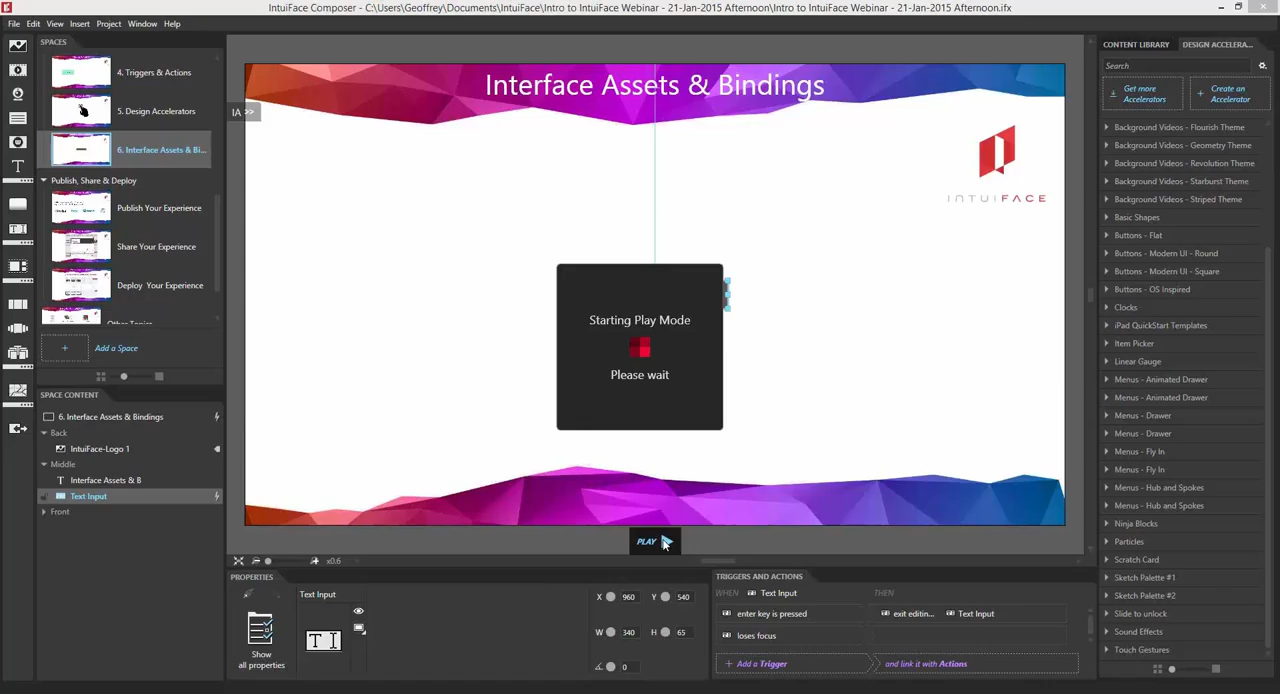 IntuiFace Composer - C:\Users\Geoffrey\Documents\IntuiFace\Intro to IntuiFace Webinar - 21-Jan-2015 Afternoon\Intro to IntuiFace Webinar - 21-Jan-2015 Afternoon.ifx
File Edit View Insert Project Window Help
SPACES
4. Triggers & Actions
5. Design Accelerators
6. Interface Assets & Bi...
Publish, Share & Deploy
Publish Your Experience
Share Your Experience
Deploy Your Experience
Other Topics
+ Add a Space
SPACE CONTENT
6. Interface Assets & Bindings
Back
IntuiFace-Logo 1
Middle
T Interface Assets & B
Text Input
Front
Interface Assets & Bindings
IA >>
INTUIFACE
Starting Play Mode
Please wait
PLAY
x0.6
PROPERTIES
Show
all properties
Text Input
T I
X 960 Y 540
W 340 H 65
0
TRIGGERS AND ACTIONS
WHEN Text Input THEN
enter key is pressed exit editin... Text Input
loses focus
+ Add a Trigger and link it with Actions
CONTENT LIBRARY DESIGN ACCELERA...
Search
Get more
Accelerators
+ Create an
Accelerator
Background Videos - Flourish Theme
Background Videos - Geometry Theme
Background Videos - Revolution Theme
Background Videos - Starburst Theme
Background Videos - Striped Theme
Basic Shapes
Buttons - Flat
Buttons - Modern UI - Round
Buttons - Modern UI - Square
Buttons - OS Inspired
Clocks
iPad QuickStart Templates
Item Picker
Linear Gauge
Menus - Animated Drawer
Menus - Animated Drawer
Menus - Drawer
Menus - Drawer
Menus - Fly In
Menus - Fly In
Menus - Hub and Spokes
Menus - Hub and Spokes
Ninja Blocks
Particles
Scratch Card
Sketch Palette #1
Sketch Palette #2
Slide to unlock
Sound Effects
Touch Gestures